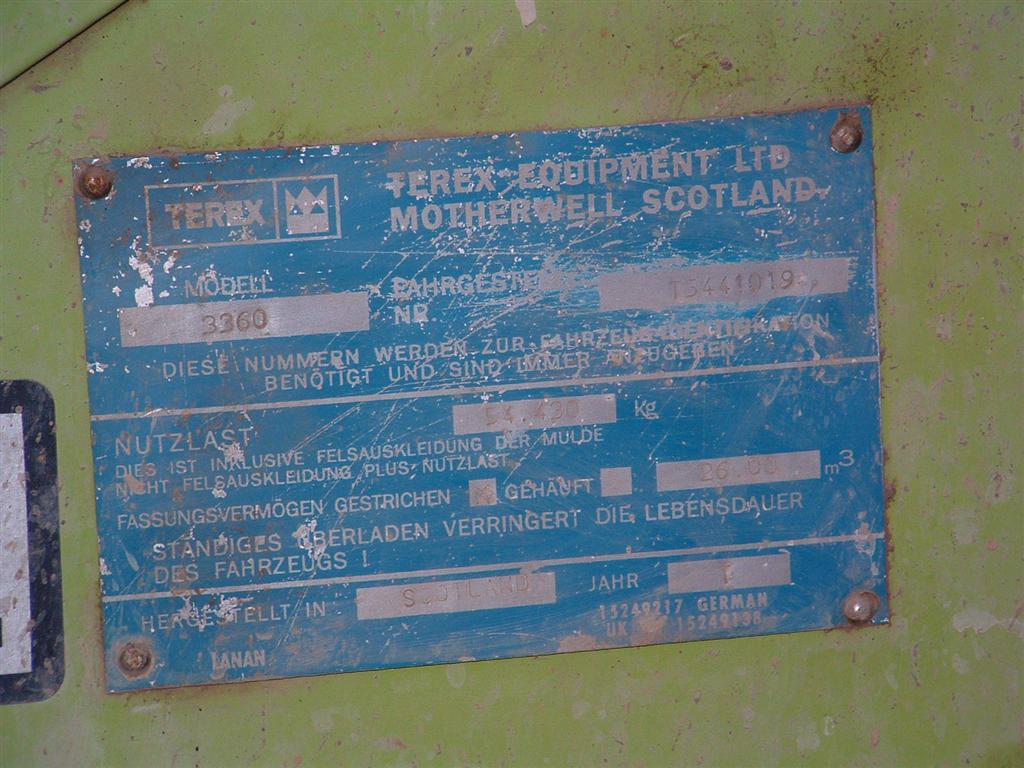 TEREX
TEREX EQUIPMENT LTD
MOTHERWELL SCOTLAND
MODELL
3360
FAHRGESTELL
NR
T5441019
DIESE NUMMERN WERDEN ZUR FAHRZEUGIDENTIFIKATION
BENÖTIGT UND SIND IMMER ANZUGEBEN
NUTZLAST 54.430 Kg
DIES IST INKLUSIVE FELSAUSKLEIDUNG DER MULDE
NICHT FELSAUSKLEIDUNG PLUS NUTZLAST
FASSUNGSVERMÖGEN GESTRICHEN X GEHÄUFT 26.00 m³
STÄNDIGES ÜBERLADEN VERRINGERT DIE LEBENSDAUER
DES FAHRZEUGS !
HERGESTELLT IN SCOTLAND JAHR T
15249217 GERMAN
UK 15249138
LANAN